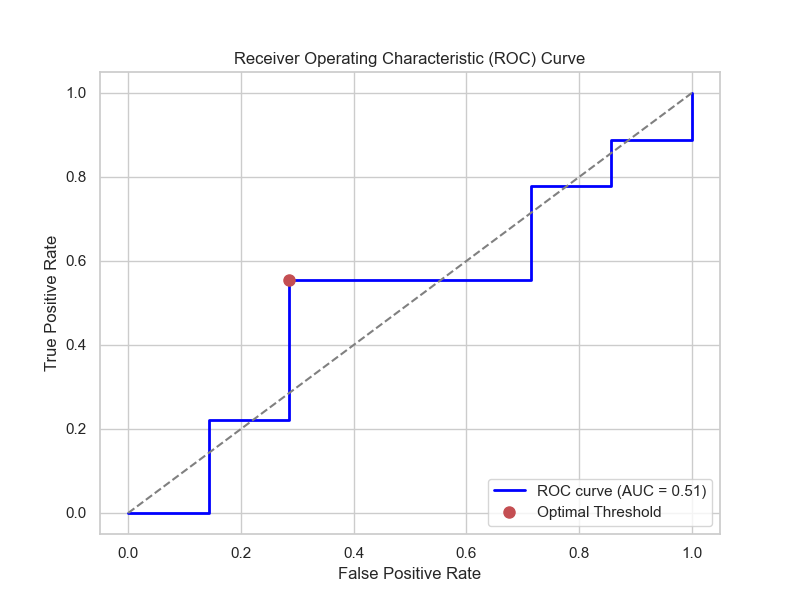 Receiver Operating Characteristic (ROC) Curve
True Positive Rate
1.0
0.8
0.6
0.4
0.2
0.0
ROC curve (AUC = 0.51)
Optimal Threshold
0.0 0.2 0.4 0.6 0.8 1.0
False Positive Rate